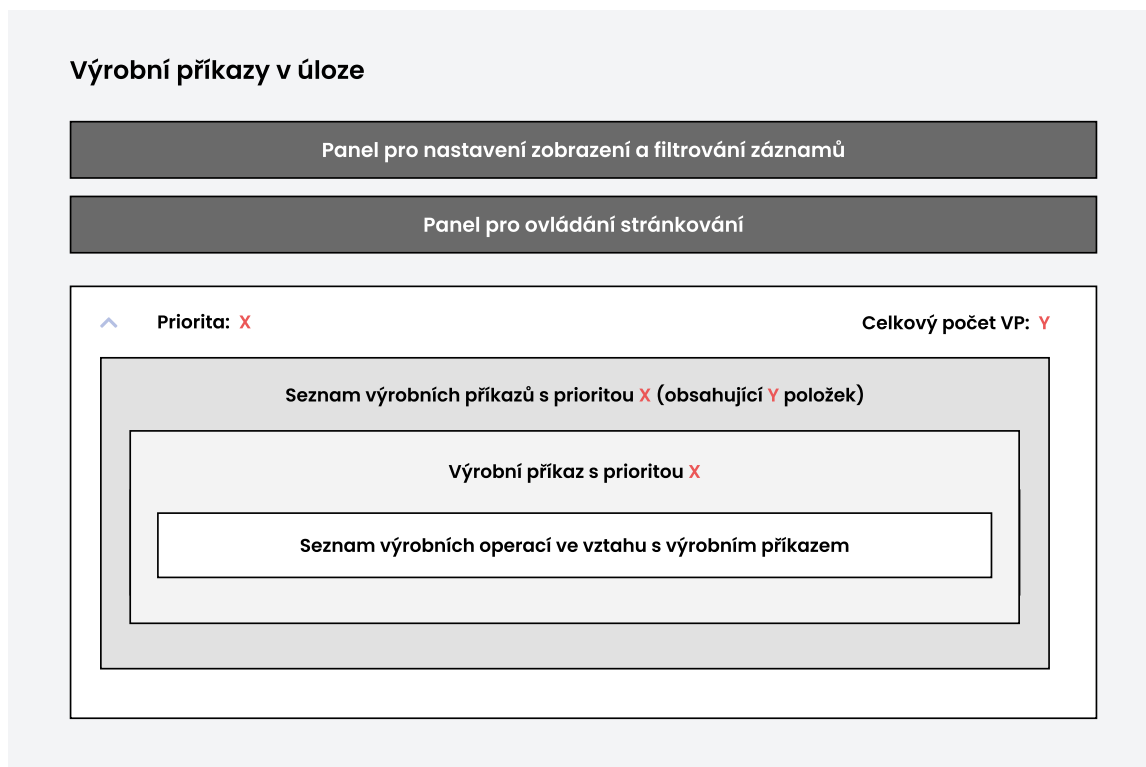 Výrobní příkazy v úloze
Panel pro nastavení zobrazení a filtrování záznamů
Panel pro ovládání stránkování
Priorita: X
Celkový počet VP: Y
Seznam výrobních příkazů s prioritou X (obsahující Y položek)
Výrobní příkaz s prioritou X
Seznam výrobních operací ve vztahu s výrobním příkazem